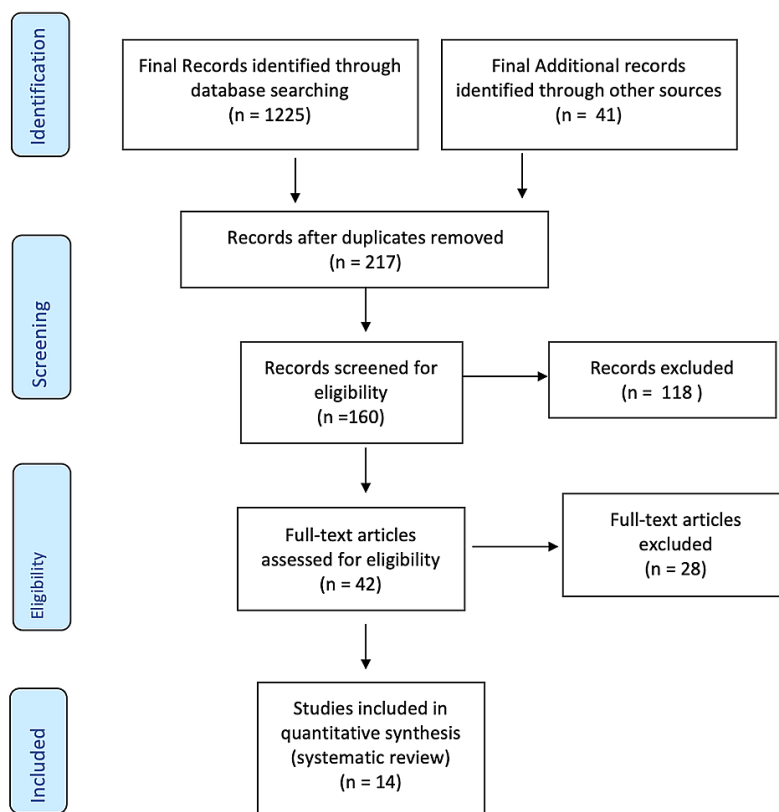 Identification
Final Records identified through
database searching
(n = 1225)
Final Additional records
identified through other sources
(n = 41)
Records after duplicates removed
(n = 217)
Screening
Records screened for
eligibility
(n =160)
Records excluded
(n = 118 )
Eligibility
Full-text articles
assessed for eligibility
(n = 42)
Full-text articles
excluded
(n = 28)
Included
Studies included in
quantitative synthesis
(systematic review)
(n = 14)